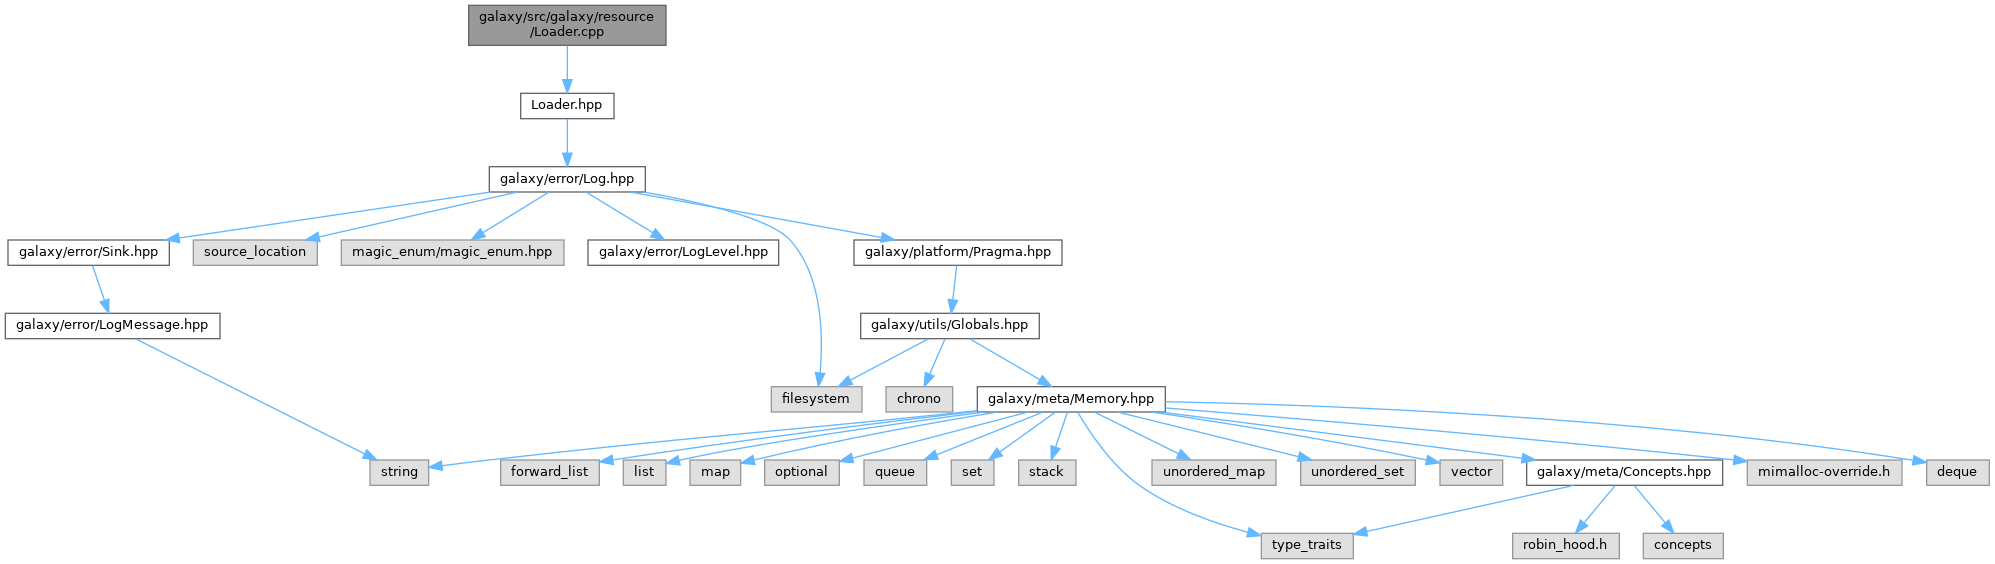 galaxy/src/galaxy/resource
/Loader.cpp
Loader.hpp
galaxy/error/Log.hpp
galaxy/error/Sink.hpp
source_location
magic_enum/magic_enum.hpp
galaxy/error/LogLevel.hpp
galaxy/platform/Pragma.hpp
galaxy/error/LogMessage.hpp
galaxy/utils/Globals.hpp
filesystem
chrono
galaxy/meta/Memory.hpp
string
forward_list
list
map
optional
queue
set
stack
unordered_map
unordered_set
vector
galaxy/meta/Concepts.hpp
mimalloc-override.h
deque
type_traits
robin_hood.h
concepts